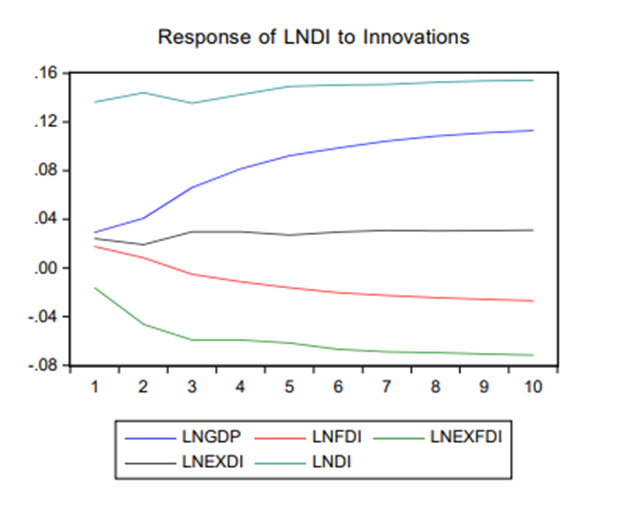 Response of LNDI to Innovations
.16
.12
.08
.04
.00
-.04
-.08
1 2 3 4 5 6 7 8 9 10
LNGDP LNFDI LNEXFDI
LNEXDI LNDI